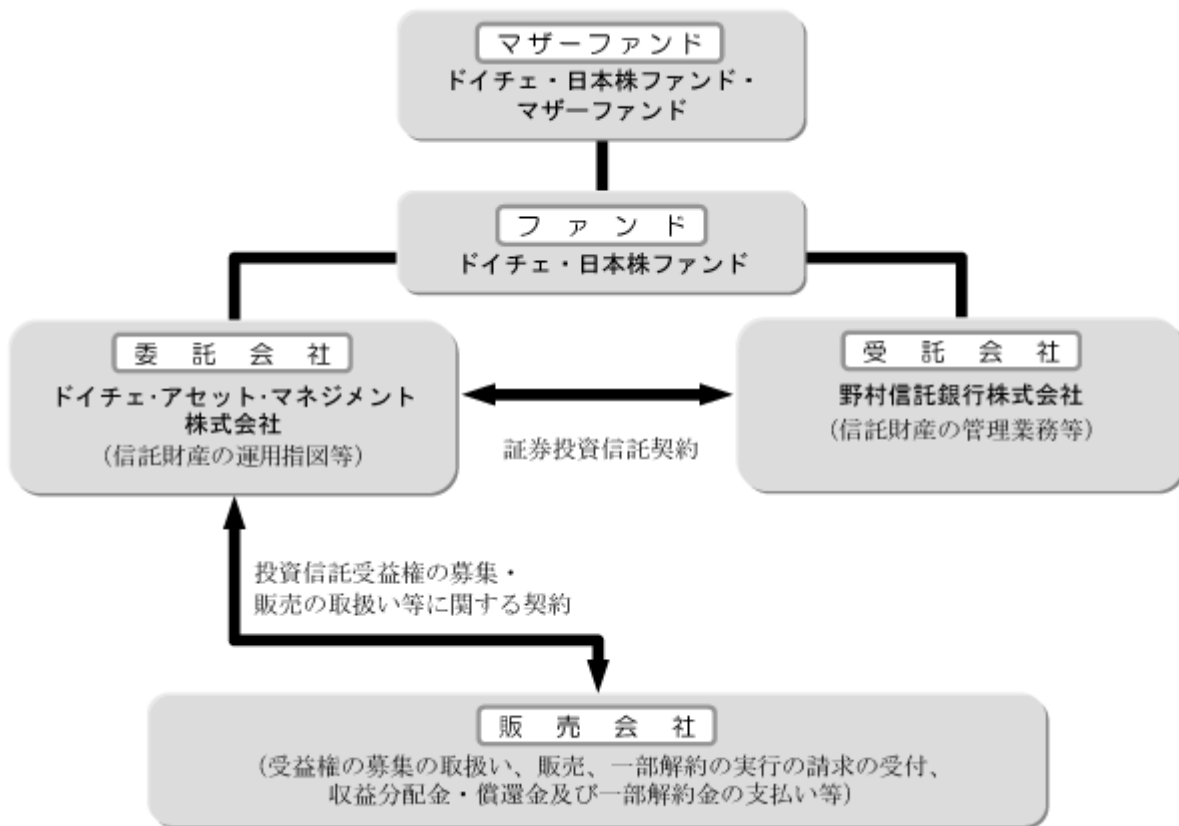 マザーファンド
ドイチェ・日本株ファンド・
マザーファンド
ファンド
ドイチェ・日本株ファンド
委託会社
ドイチェ・アセット・マネジメント
株式会社
(信託財産の運用指図等)
受託会社
野村信託銀行株式会社
(信託財産の管理業務等)
証券投資信託契約
投資信託受益権の募集・
販売の取扱い等に関する契約
販売会社
(受益権の募集の取扱い、販売、一部解約の実行の請求の受付、
収益分配金・償還金及び一部解約金の支払い等)